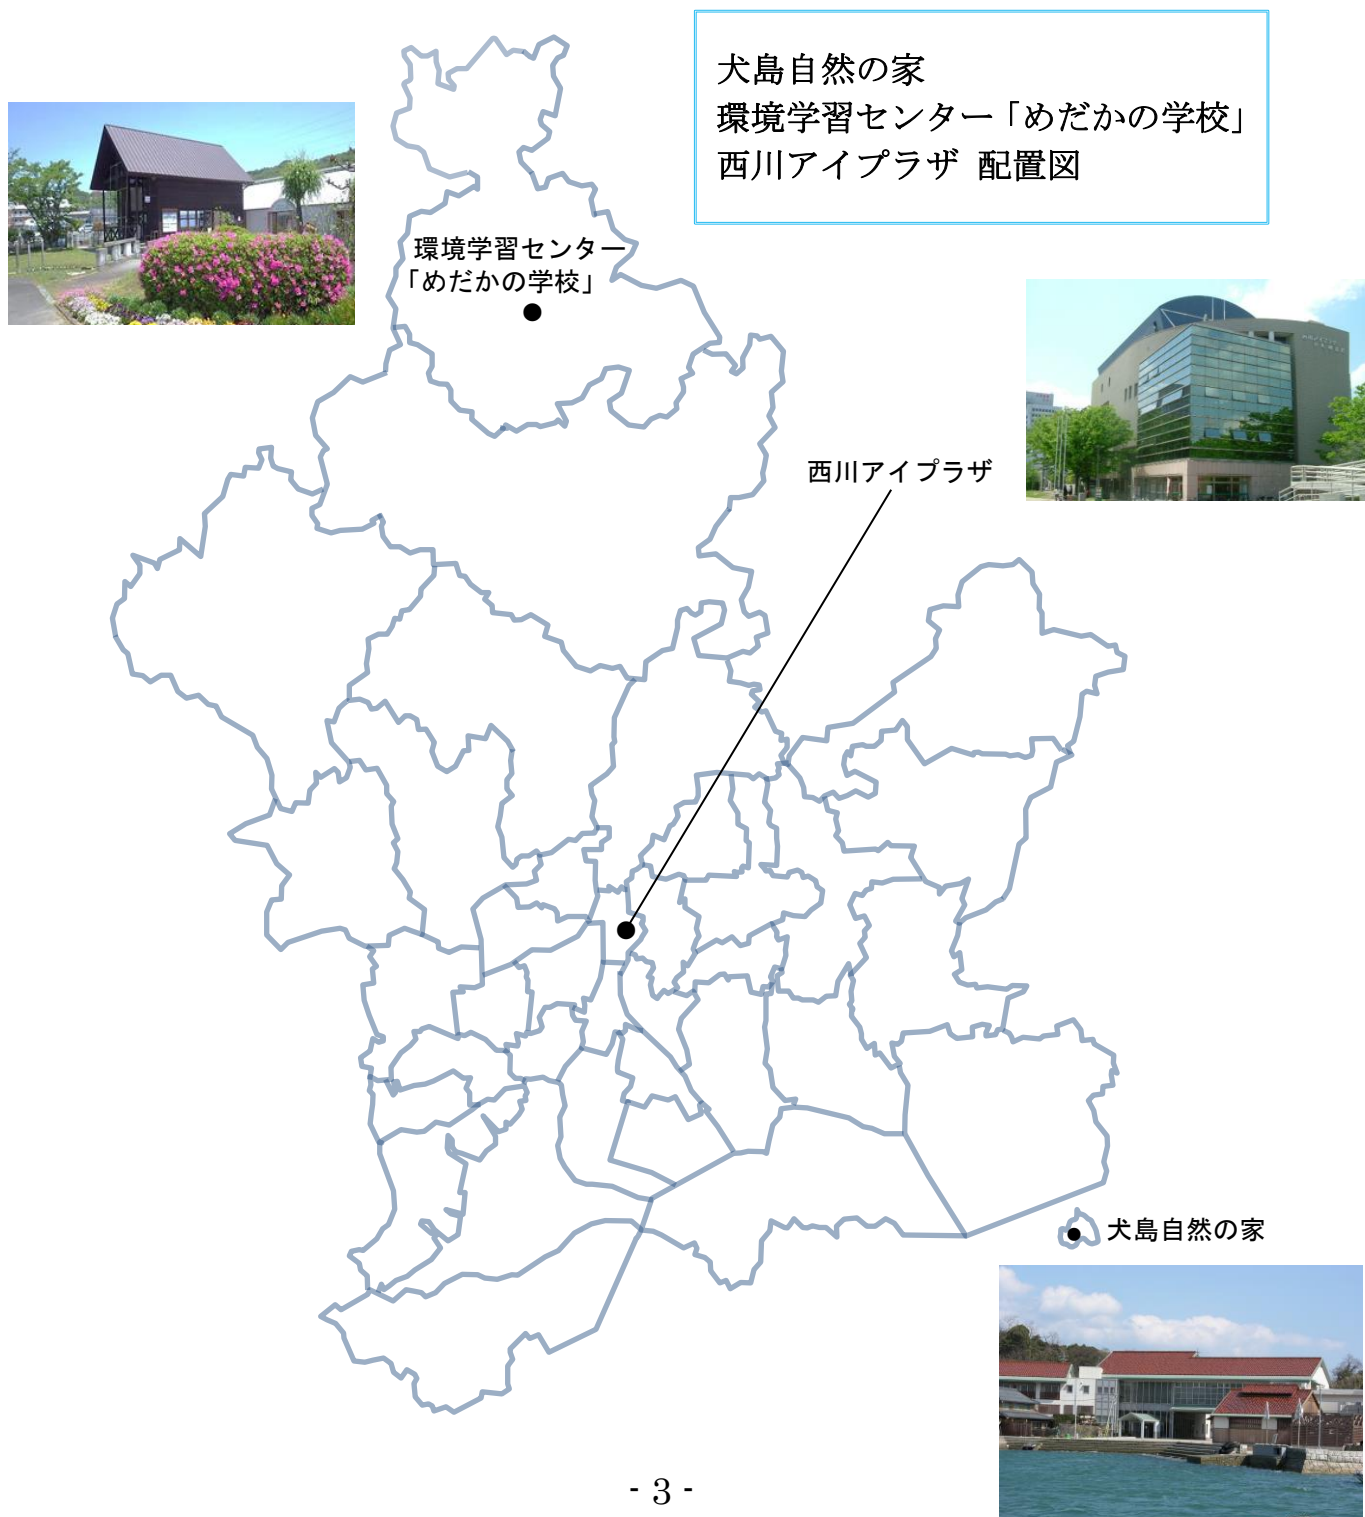 犬島自然の家
環境学習センター「めだかの学校」
西川アイプラザ 配置図
環境学習センター
「めだかの学校」
西川アイプラザ
犬島自然の家
- 3 -